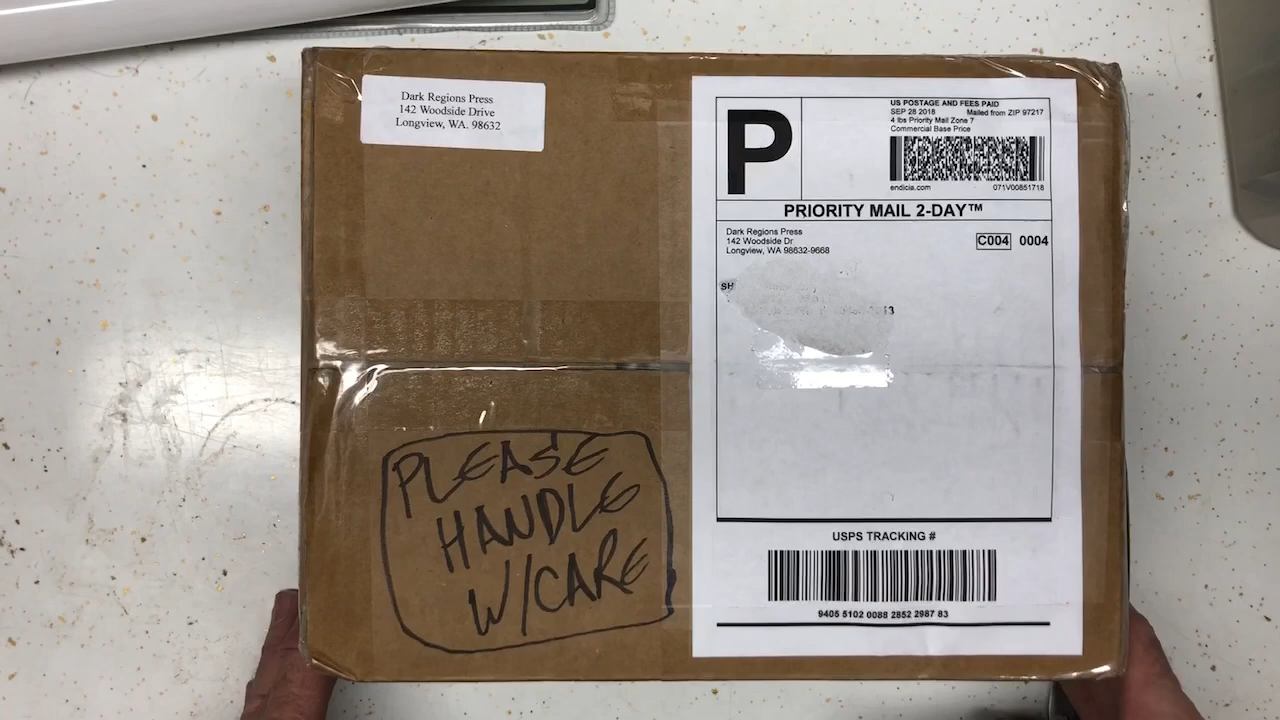 Dark Regions Press
142 Woodside Drive
Longview, WA. 98632
P
US POSTAGE AND FEES PAID
SEP 28 2018 Mailed from ZIP 97217
4 lbs Priority Mail Zone 7
Commercial Base Price
endicia.com 071V00851718
PRIORITY MAIL 2-DAY™
Dark Regions Press
142 Woodside Dr
Longview, WA 98632-9668
C004 0004
SH
PLEASE
HANDLE
W/CARE
USPS TRACKING #
9405 5102 0088 2852 2987 83